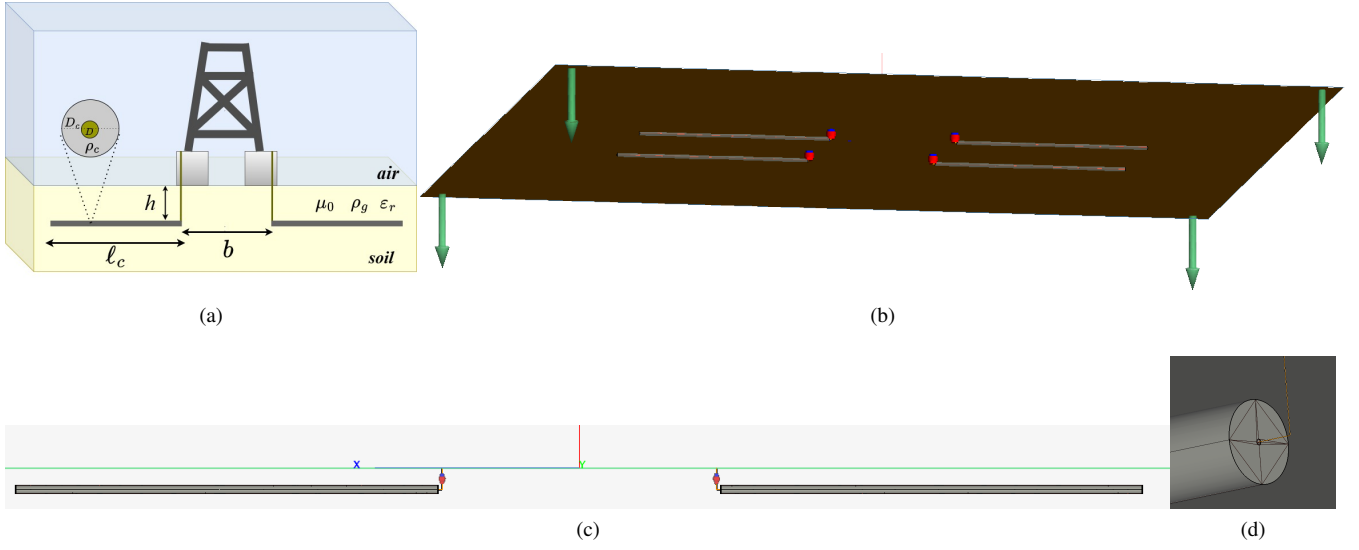 D_c
D
ρ_c
air
h
μ_0 ρ_g ε_r
ℓ_c
b
soil
(a)
(b)
X
Y
(c)
(d)